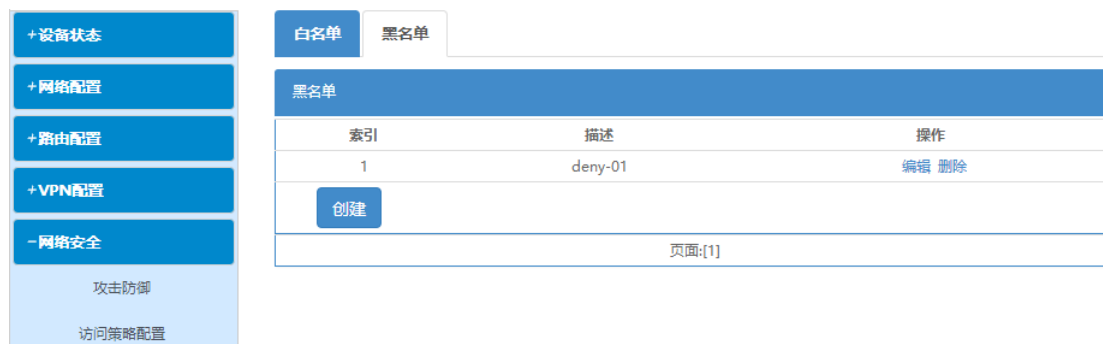 +设备状态
+网络配置
+路由配置
+VPN配置
-网络安全
攻击防御
访问策略配置
白名单 黑名单
黑名单
索引 描述 操作
1 deny-01 编辑 删除
创建
页面:[1]